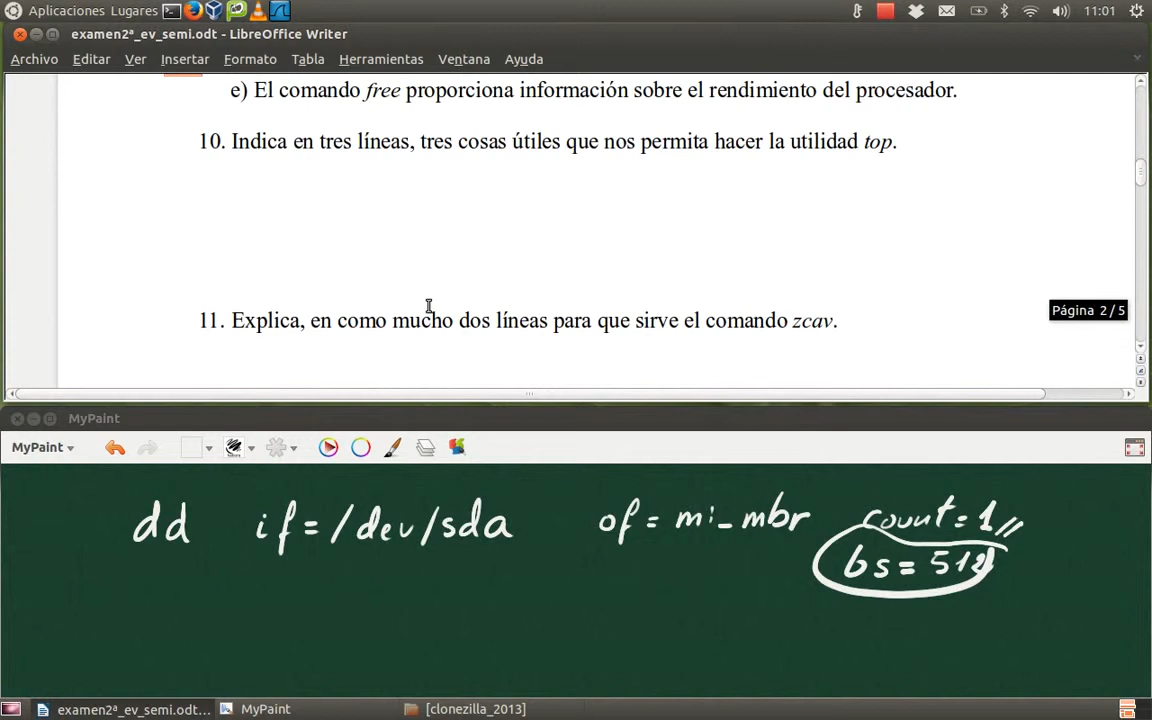 Aplicaciones Lugares 11:01
examen2ª_ev_semi.odt - LibreOffice Writer
Archivo Editar Ver Insertar Formato Tabla Herramientas Ventana Ayuda
e) El comando free proporciona información sobre el rendimiento del procesador.
10. Indica en tres líneas, tres cosas útiles que nos permita hacer la utilidad top.
11. Explica, en como mucho dos líneas para que sirve el comando zcav.
Página 2 / 5
MyPaint
MyPaint
dd if=/dev/sda of= mi_mbr count=1
bs=512
examen2ª_ev_semi.odt... MyPaint [clonezilla_2013]